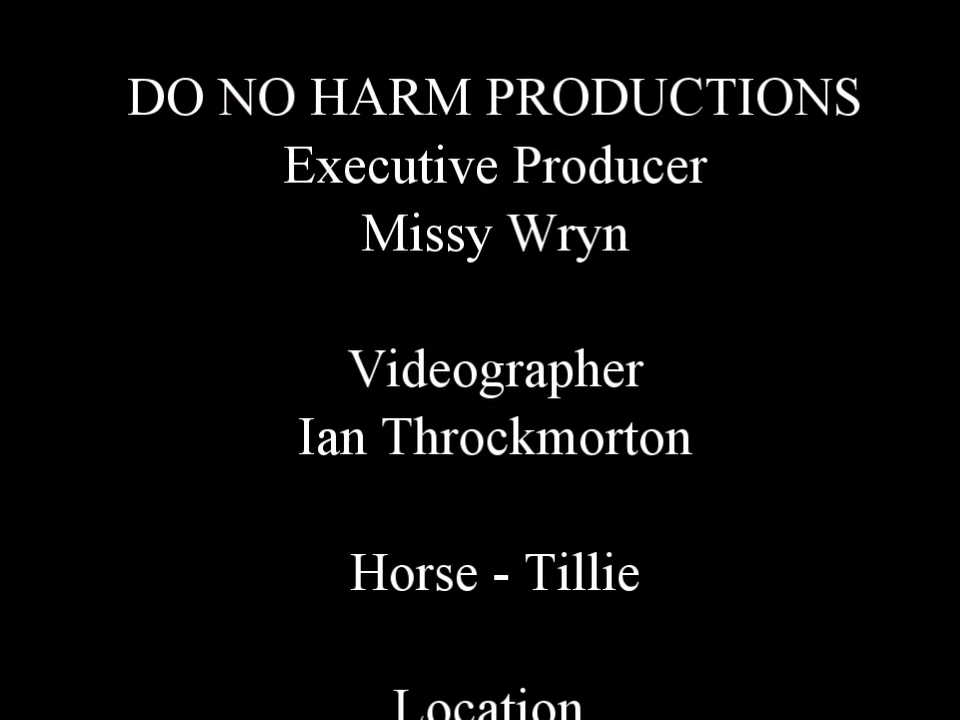 DO NO HARM PRODUCTIONS
Executive Producer
Missy Wryn
Videographer
Ian Throckmorton
Horse - Tillie
Location